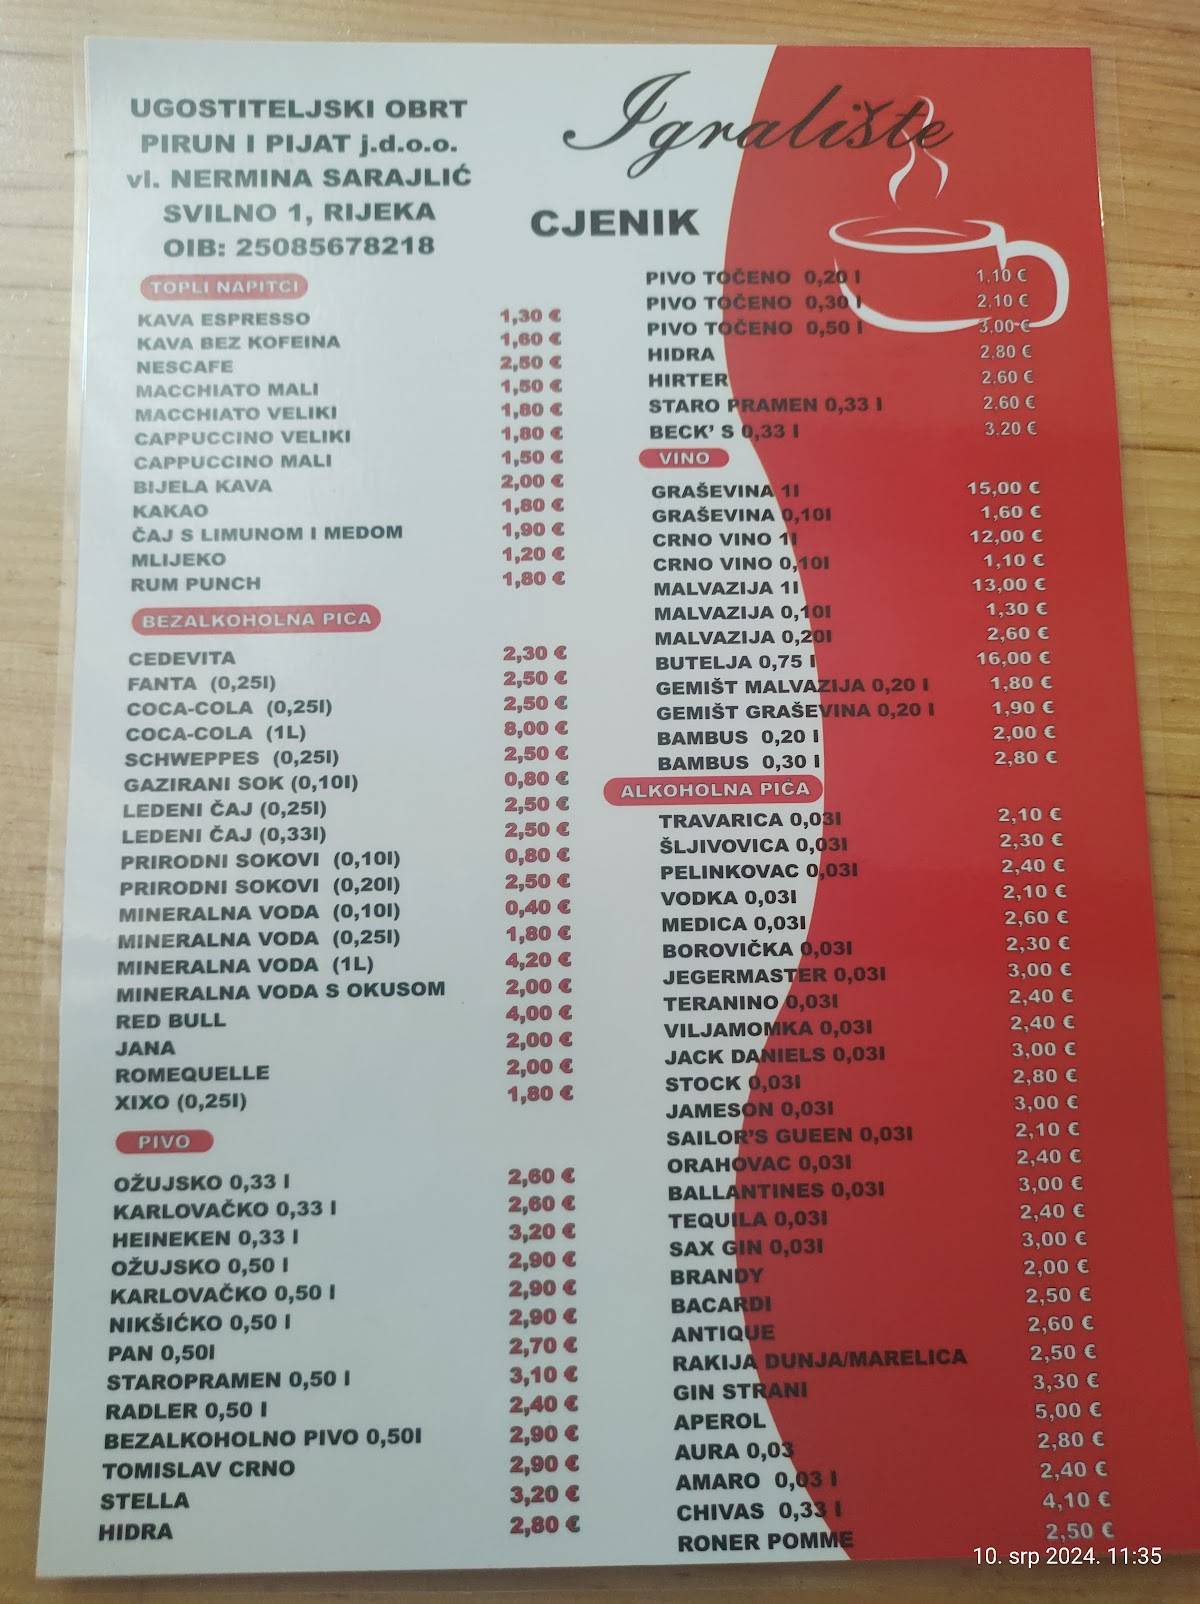 UGOSTITELJSKI OBRT
PIRUN I PIJAT j.d.o.o.
vl. NERMINA SARAJLIĆ
SVILNO 1, RIJEKA
OIB: 25085678218
Igralište
CJENIK
TOPLI NAPITCI
KAVA ESPRESSO 1,30 €
KAVA BEZ KOFEINA 1,60 €
NESCAFE 2,50 €
MACCHIATO MALI 1,50 €
MACCHIATO VELIKI 1,80 €
CAPPUCCINO VELIKI 1,80 €
CAPPUCCINO MALI 1,50 €
BIJELA KAVA 2,00 €
KAKAO 1,80 €
ČAJ S LIMUNOM I MEDOM 1,90 €
MLIJEKO 1,20 €
RUM PUNCH 1,80 €
BEZALKOHOLNA PIĆA
CEDEVITA 2,30 €
FANTA (0,25l) 2,50 €
COCA-COLA (0,25l) 2,50 €
COCA-COLA (1L) 8,00 €
SCHWEPPES (0,25l) 2,50 €
GAZIRANI SOK (0,10l) 0,80 €
LEDENI ČAJ (0,25l) 2,50 €
LEDENI ČAJ (0,33l) 2,50 €
PRIRODNI SOKOVI (0,10l) 0,80 €
PRIRODNI SOKOVI (0,20l) 2,50 €
MINERALNA VODA (0,10l) 0,40 €
MINERALNA VODA (0,25l) 1,80 €
MINERALNA VODA (1L) 4,20 €
MINERALNA VODA S OKUSOM 2,00 €
RED BULL 4,00 €
JANA 2,00 €
ROMEQUELLE 2,00 €
XIXO (0,25l) 1,80 €
PIVO
OŽUJSKO 0,33 l 2,60 €
KARLOVAČKO 0,33 l 2,60 €
HEINEKEN 0,33 l 3,20 €
OŽUJSKO 0,50 l 2,90 €
KARLOVAČKO 0,50 l 2,90 €
NIKŠIĆKO 0,50 l 2,90 €
PAN 0,50l 2,70 €
STAROPRAMEN 0,50 l 3,10 €
RADLER 0,50 l 2,40 €
BEZALKOHOLNO PIVO 0,50l 2,90 €
TOMISLAV CRNO 2,90 €
STELLA 3,20 €
HIDRA 2,80 €
PIVO TOČENO 0,20 l 1,10 €
PIVO TOČENO 0,30 l 2,10 €
PIVO TOČENO 0,50 l 3,00 €
HIDRA 2,80 €
HIRTER 2,60 €
STARO PRAMEN 0,33 l 2,60 €
BECK' S 0,33 l 3,20 €
VINO
GRAŠEVINA 1l 15,00 €
GRAŠEVINA 0,10l 1,60 €
CRNO VINO 1l 12,00 €
CRNO VINO 0,10l 1,10 €
MALVAZIJA 1l 13,00 €
MALVAZIJA 0,10l 1,30 €
MALVAZIJA 0,20l 2,60 €
BUTELJA 0,75 l 16,00 €
GEMIŠT MALVAZIJA 0,20 l 1,80 €
GEMIŠT GRAŠEVINA 0,20 l 1,90 €
BAMBUS 0,20 l 2,00 €
BAMBUS 0,30 l 2,80 €
ALKOHOLNA PIĆA
TRAVARICA 0,03l 2,10 €
ŠLJIVOVICA 0,03l 2,30 €
PELINKOVAC 0,03l 2,40 €
VODKA 0,03l 2,10 €
MEDICA 0,03l 2,60 €
BOROVIČKA 0,03l 2,30 €
JEGERMASTER 0,03l 3,00 €
TERANINO 0,03l 2,40 €
VILJAMOMKA 0,03l 2,40 €
JACK DANIELS 0,03l 3,00 €
STOCK 0,03l 2,80 €
JAMESON 0,03l 3,00 €
SAILOR'S GUEEN 0,03l 2,10 €
ORAHOVAC 0,03l 2,40 €
BALLANTINES 0,03l 3,00 €
TEQUILA 0,03l 2,40 €
SAX GIN 0,03l 3,00 €
BRANDY 2,00 €
BACARDI 2,50 €
ANTIQUE 2,60 €
RAKIJA DUNJA/MARELICA 2,50 €
GIN STRANI 3,30 €
APEROL 5,00 €
AURA 0,03 2,80 €
AMARO 0,03 l 2,40 €
CHIVAS 0,33 l 4,10 €
RONER POMME 2,50 €
10. srp 2024. 11:35